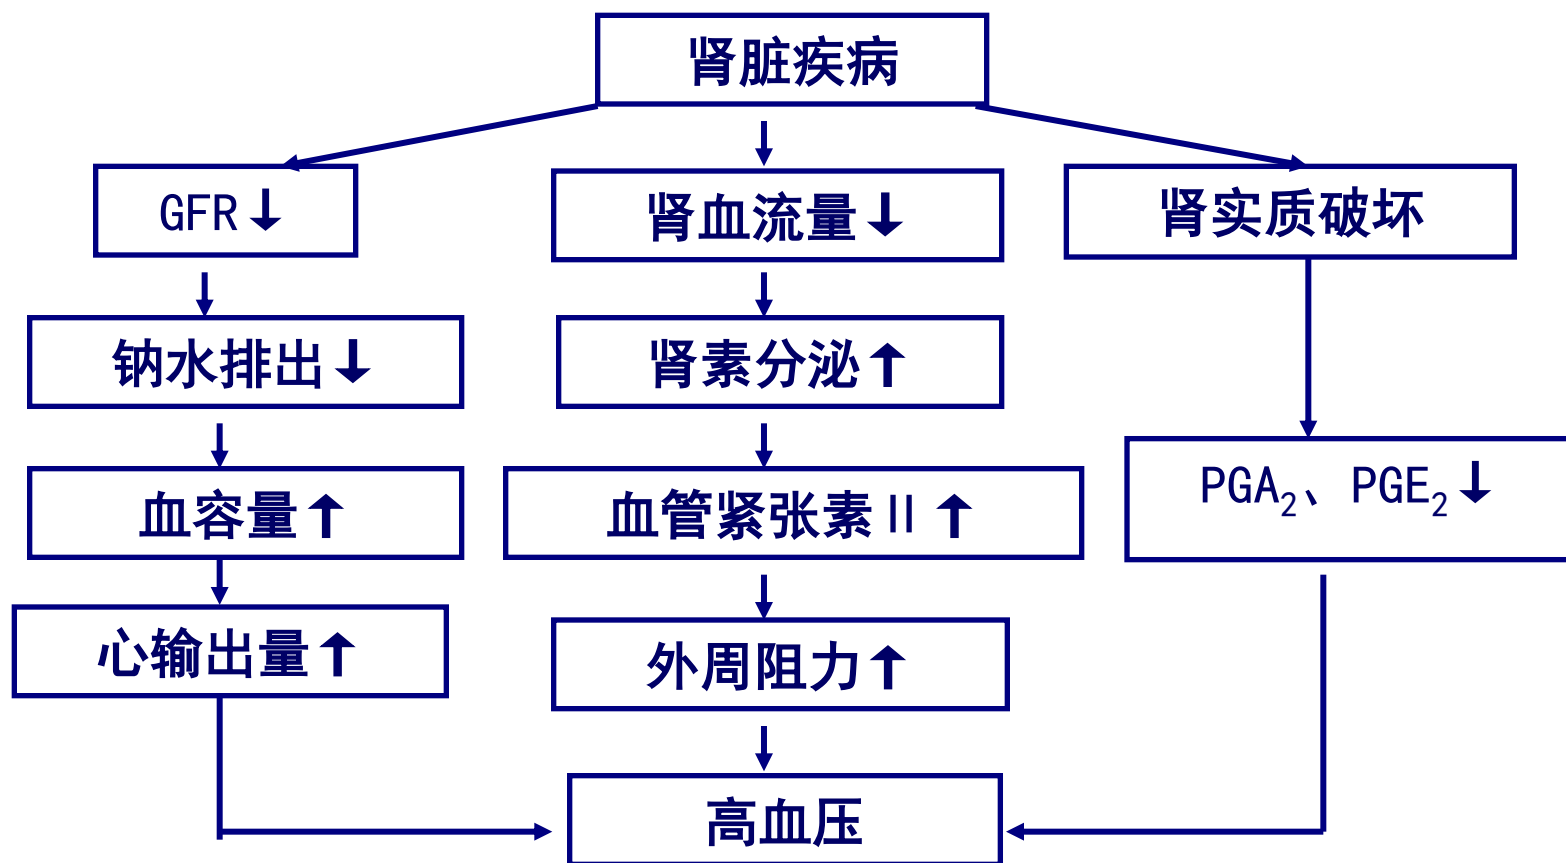 肾脏疾病
GFR↓
肾血流量↓
肾实质破坏
钠水排出↓
肾素分泌↑
血容量↑
血管紧张素II↑
PGA₂、PGE₂↓
心输出量↑
外周阻力↑
高血压